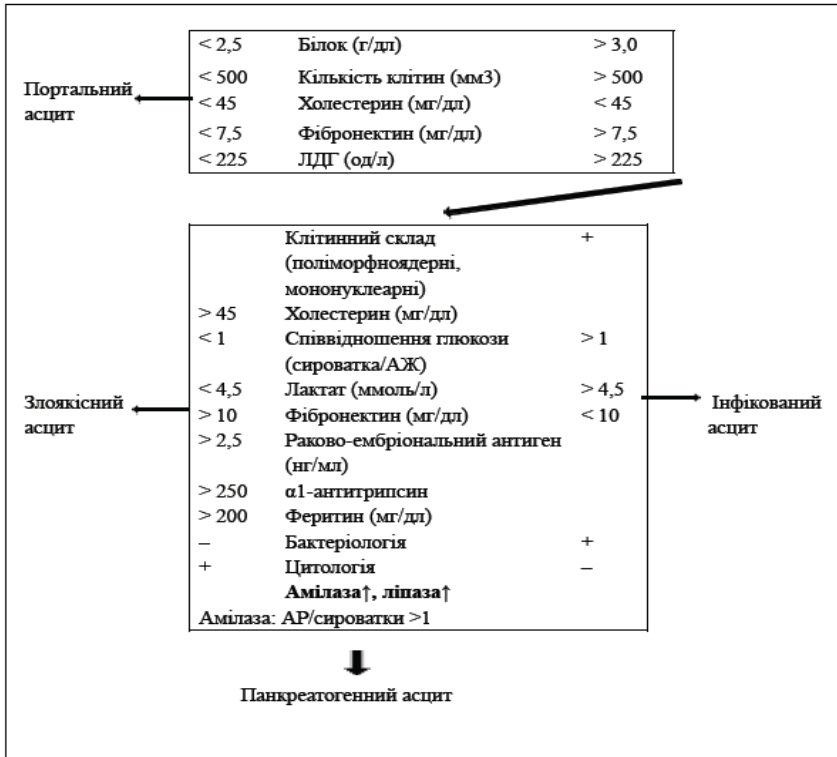 < 2,5 Білок (г/дл) > 3,0
< 500 Кількість клітин (мм3) > 500
Портальний асцит
< 45 Холестерин (мг/дл) < 45
< 7,5 Фібронектин (мг/дл) > 7,5
< 225 ЛДГ (од/л) > 225
Клітинний склад +
(поліморфноядерні,
мононуклеарні)
> 45 Холестерин (мг/дл)
< 1 Співвідношення глюкози > 1
(сироватка/АЖ)
Злоякісний
асцит
< 4,5 Лактат (ммоль/л) > 4,5
> 10 Фібронектин (мг/дл) < 10
Інфікований
асцит
> 2,5 Раково-ембріональний антиген
(нг/мл)
> 250 α1-антитрипсин
> 200 Феритин (мг/дл)
– Бактеріологія +
+ Цитологія –
Амілаза↑, ліпаза↑
Амілаза: АР/сироватки >1
Панкреатогенний асцит